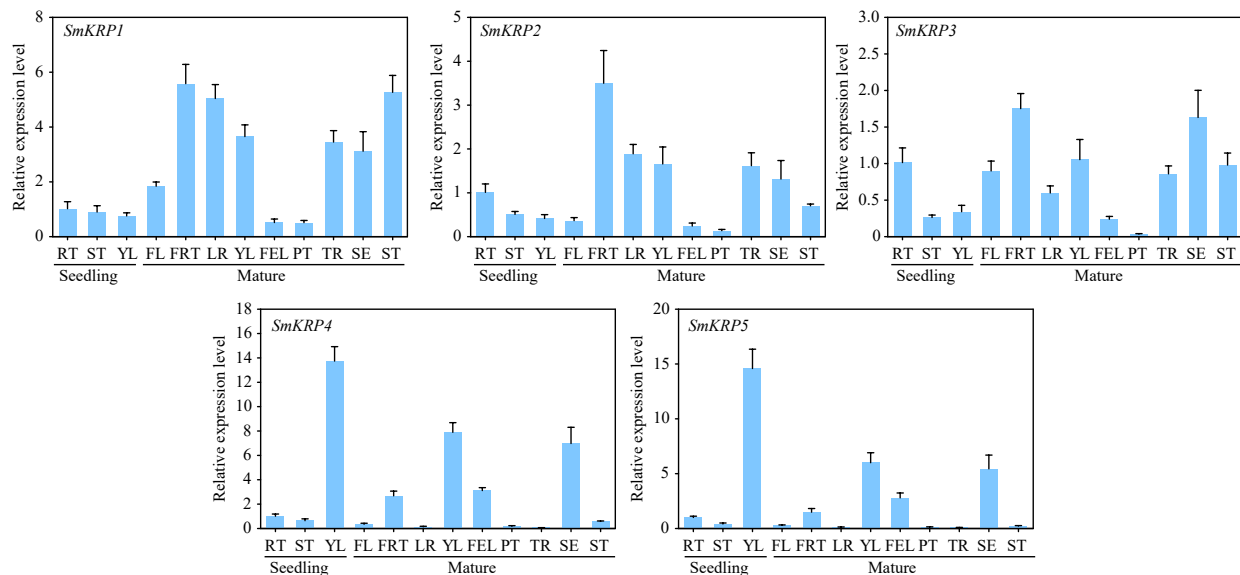 SmKRP1
Relative expression level
8
6
4
2
0
RT ST YL FL FRT LR YL FEL PT TR SE ST
Seedling Mature
SmKRP2
Relative expression level
5
4
3
2
1
0
RT ST YL FL FRT LR YL FEL PT TR SE ST
Seedling Mature
SmKRP3
Relative expression level
3.0
2.5
2.0
1.5
1.0
0.5
0
RT ST YL FL FRT LR YL FEL PT TR SE ST
Seedling Mature
SmKRP4
Relative expression level
18
16
14
12
10
8
6
4
2
0
RT ST YL FL FRT LR YL FEL PT TR SE ST
Seedling Mature
SmKRP5
Relative expression level
20
15
10
5
0
RT ST YL FL FRT LR YL FEL PT TR SE ST
Seedling Mature